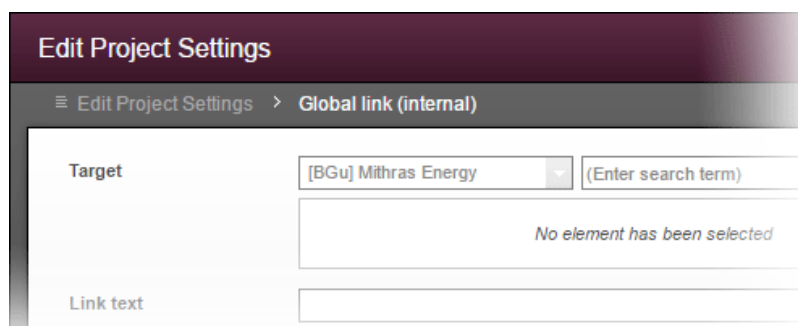 Edit Project Settings
Edit Project Settings > Global link (internal)
Target [BGu] Mithras Energy (Enter search term)
No element has been selected
Link text